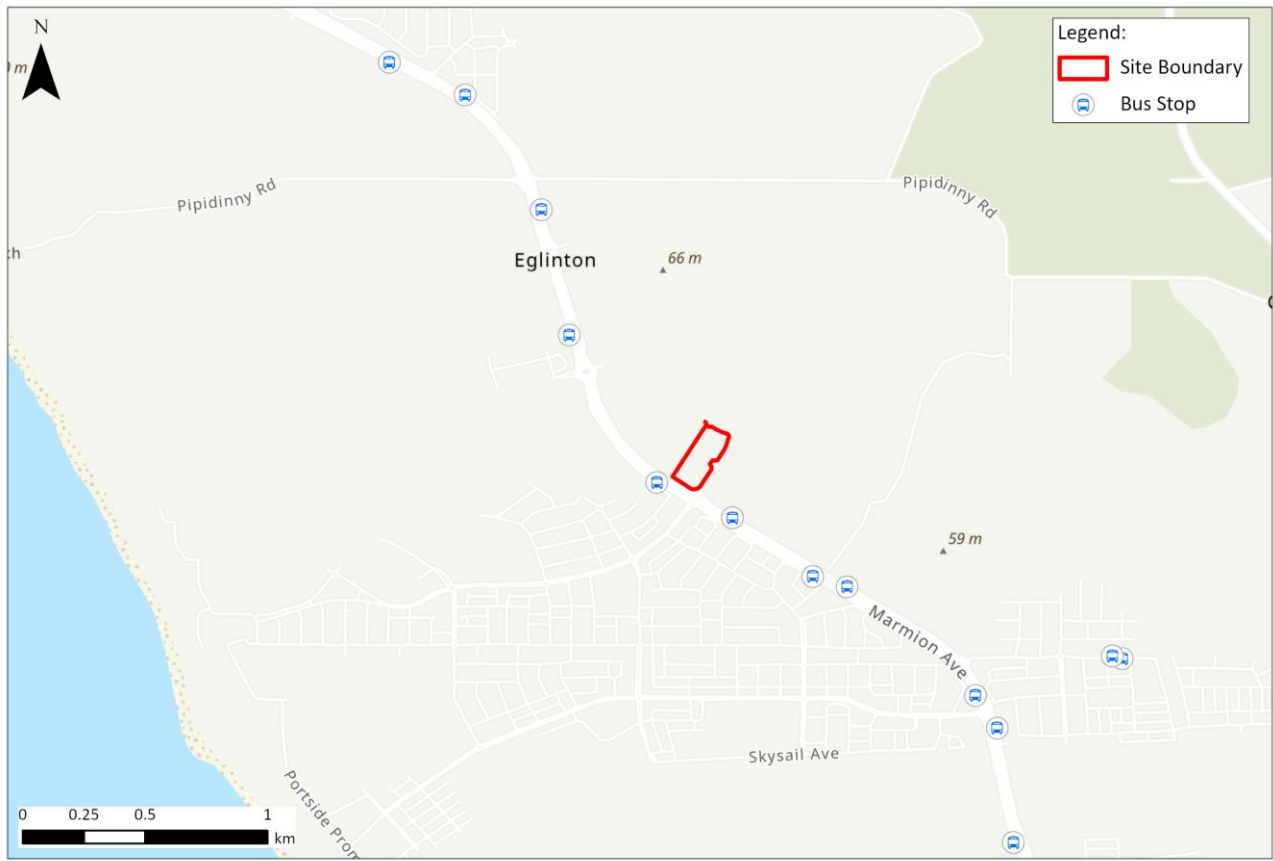 N
Legend:
Site Boundary
Bus Stop
m
Pipidinny Rd
Pipidinny Rd
ch
Eglinton
66 m
59 m
Marmion Ave
Skysail Ave
Portside Prom
0 0.25 0.5 1
km